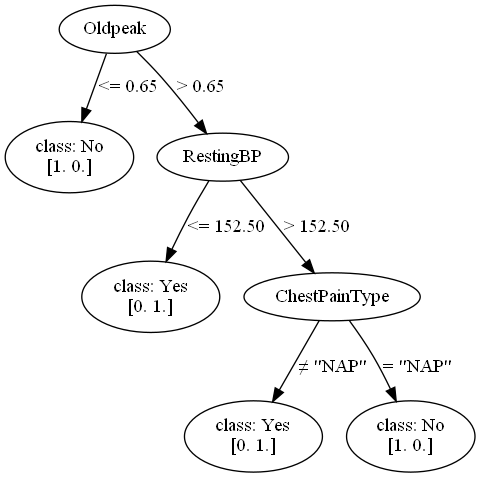 Oldpeak
<= 0.65
> 0.65
class: No
[1. 0.]
RestingBP
<= 152.50
> 152.50
class: Yes
[0. 1.]
ChestPainType
≠ "NAP"
= "NAP"
class: Yes
[0. 1.]
class: No
[1. 0.]